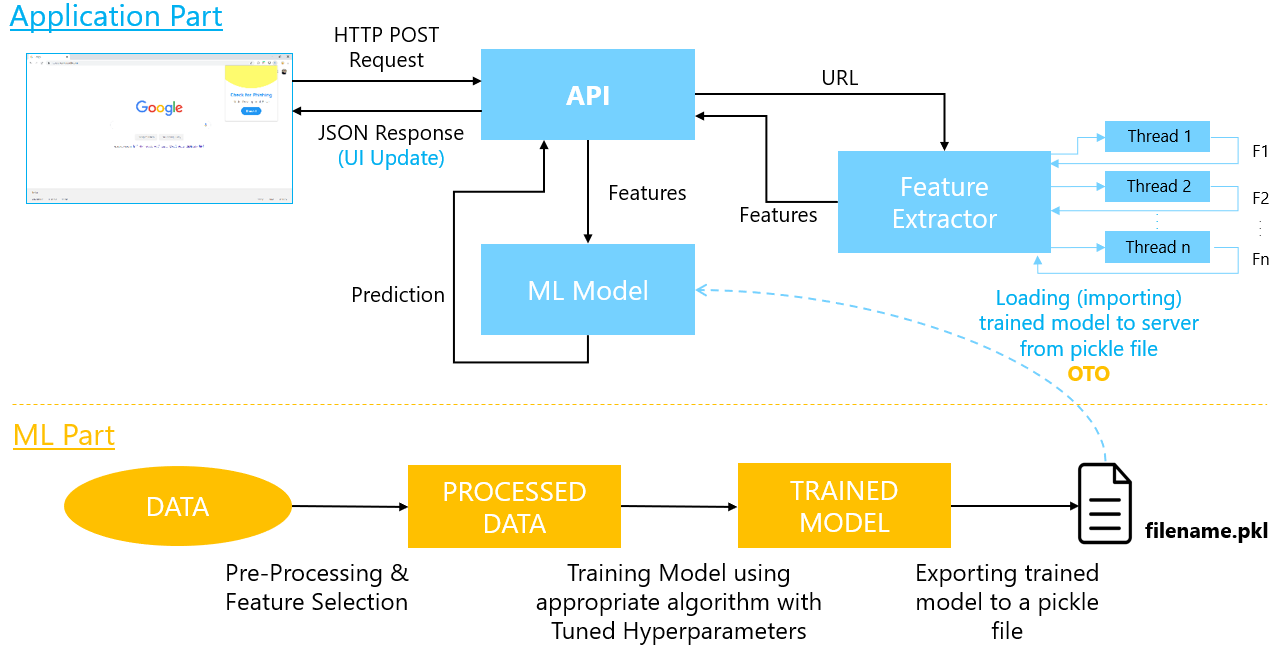 Application Part
HTTP POST
Request
JSON Response
(UI Update)
Google
API
URL
Features
Features
Feature
Extractor
Thread 1
Thread 2
Thread n
F1
F2
Fn
ML Model
Prediction
Loading (importing)
trained model to server
from pickle file
OTO
ML Part
DATA
PROCESSED
DATA
TRAINED
MODEL
filename.pkl
Pre-Processing &
Feature Selection
Training Model using
appropriate algorithm with
Tuned Hyperparameters
Exporting trained
model to a pickle
file